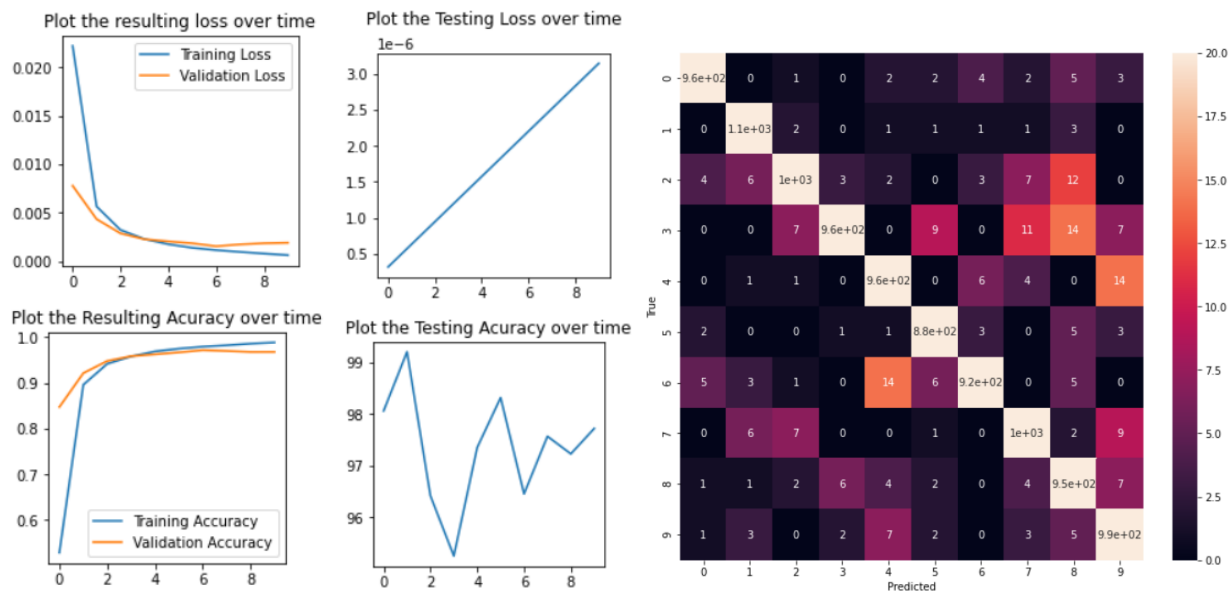 Plot the resulting loss over time
Training Loss
Validation Loss
0.020
0.015
0.010
0.005
0.000
0 2 4 6 8
Plot the Testing Loss over time
1e−6
3.0
2.5
2.0
1.5
1.0
0.5
0 2 4 6 8
Plot the Resulting Acuracy over time
1.0
0.9
0.8
0.7
0.6
Training Accuracy
Validation Accuracy
0 2 4 6 8
Plot the Testing Acuracy over time
99
98
97
96
0 2 4 6 8
True
0 9.6e+02 0 1 0 2 2 4 2 5 3
1 0 1.1e+03 2 0 1 1 1 1 3 0
2 4 6 1e+03 3 2 0 3 7 12 0
3 0 0 7 9.6e+02 0 9 0 11 14 7
4 0 1 1 0 9.6e+02 0 6 4 0 14
5 2 0 0 1 1 8.8e+02 3 0 5 3
6 5 3 1 0 14 6 9.2e+02 0 5 0
7 0 6 7 0 0 1 0 1e+03 2 9
8 1 1 2 6 4 2 0 4 9.5e+02 7
9 1 3 0 2 7 2 0 3 5 9.9e+02
0 1 2 3 4 5 6 7 8 9
Predicted
20.0
17.5
15.0
12.5
10.0
7.5
5.0
2.5
0.0